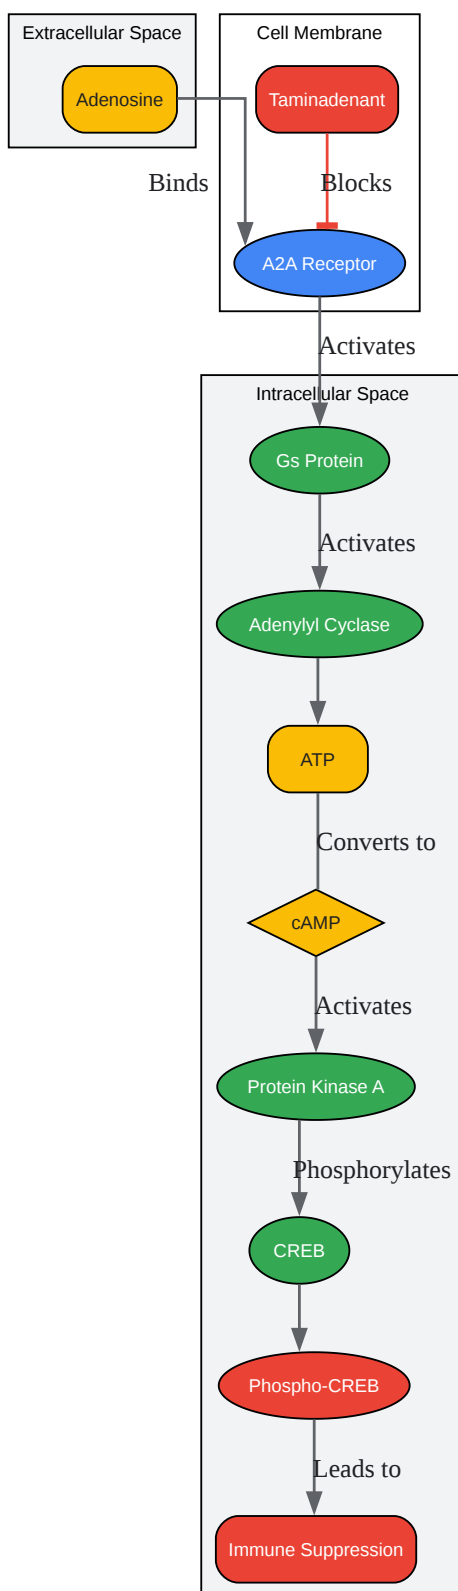 Extracellular Space
Cell Membrane
Adenosine
Taminadenant
Binds
Blocks
A2A Receptor
Activates
Intracellular Space
Gs Protein
Activates
Adenylyl Cyclase
ATP
Converts to
cAMP
Activates
Protein Kinase A
Phosphorylates
CREB
Phospho-CREB
Leads to
Immune Suppression